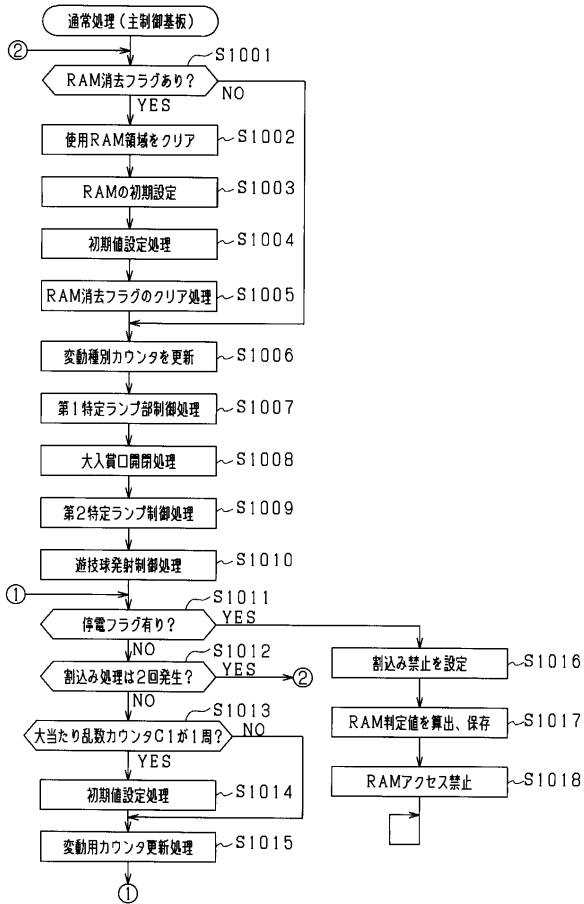 通常処理（主制御基板）
②
S1001
RAM消去フラグあり？
NO
YES
使用RAM領域をクリア
S1002
RAMの初期設定
S1003
初期値設定処理
S1004
RAM消去フラグのクリア処理
S1005
変動種別カウンタを更新
S1006
第1特定ランプ部制御処理
S1007
大入賞口開閉処理
S1008
第2特定ランプ制御処理
S1009
遊技球発射制御処理
S1010
①
S1011
停電フラグ有り？
YES
NO
S1012
割込み処理は2回発生？
YES
②
NO
S1013
大当たり乱数カウンタC1が1周？
NO
YES
初期値設定処理
S1014
変動用カウンタ更新処理
S1015
①
割込み禁止を設定
S1016
RAM判定値を算出、保存
S1017
RAMアクセス禁止
S1018